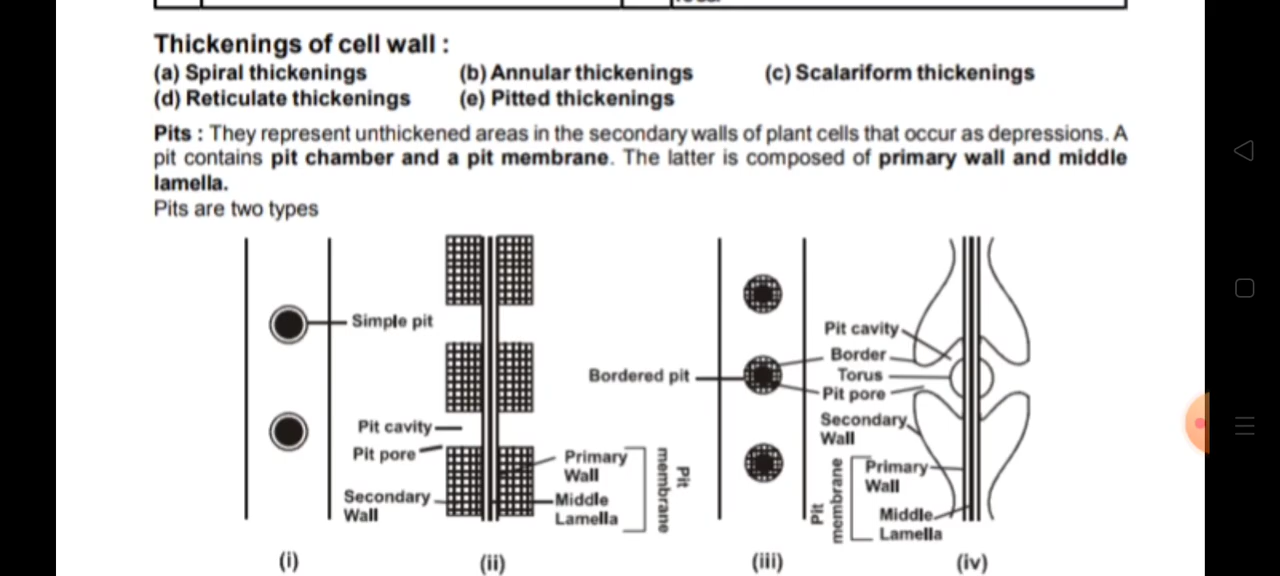 Thickenings of cell wall :
(a) Spiral thickenings (b) Annular thickenings (c) Scalariform thickenings
(d) Reticulate thickenings (e) Pitted thickenings
Pits : They represent unthickened areas in the secondary walls of plant cells that occur as depressions. A
pit contains pit chamber and a pit membrane. The latter is composed of primary wall and middle
lamella.
Pits are two types
Simple pit
Pit cavity
Pit pore
Secondary
Wall
Primary
Wall
Middle
Lamella
Pit
membrane
Bordered pit
Pit cavity
Border
Torus
Pit pore
Secondary
Wall
Primary
Wall
Middle
Lamella
Pit
membrane
(i) (ii) (iii) (iv)